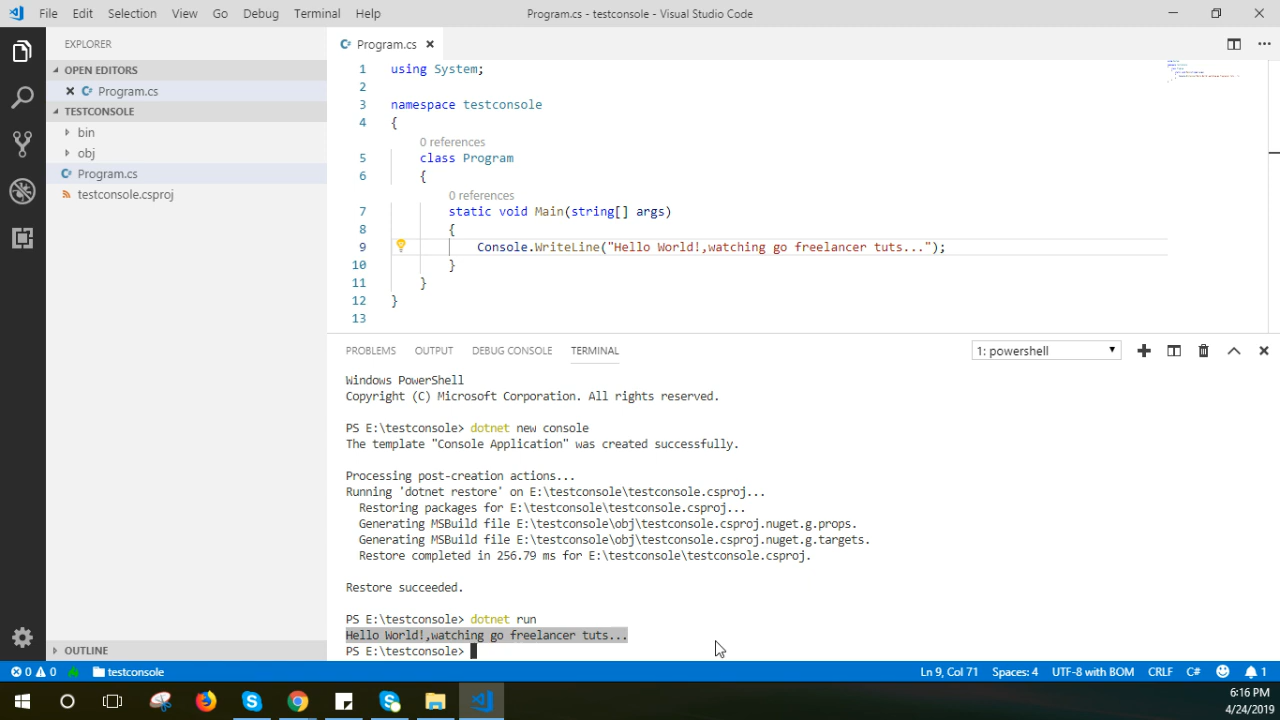 File Edit Selection View Go Debug Terminal Help Program.cs - testconsole - Visual Studio Code
EXPLORER
OPEN EDITORS
Program.cs
TESTCONSOLE
bin
obj
Program.cs
testconsole.csproj
OUTLINE
Program.cs
1 using System;
2
3 namespace testconsole
4 {
0 references
5 class Program
6 {
0 references
7 static void Main(string[] args)
8 {
9 Console.WriteLine("Hello World!,watching go freelancer tuts...");
10 }
11 }
12 }
13
PROBLEMS OUTPUT DEBUG CONSOLE TERMINAL 1: powershell
Windows PowerShell
Copyright (C) Microsoft Corporation. All rights reserved.
PS E:\testconsole> dotnet new console
The template "Console Application" was created successfully.
Processing post-creation actions...
Running 'dotnet restore' on E:\testconsole\testconsole.csproj...
Restoring packages for E:\testconsole\testconsole.csproj...
Generating MSBuild file E:\testconsole\obj\testconsole.csproj.nuget.g.props.
Generating MSBuild file E:\testconsole\obj\testconsole.csproj.nuget.g.targets.
Restore completed in 256.79 ms for E:\testconsole\testconsole.csproj.
Restore succeeded.
PS E:\testconsole> dotnet run
Hello World!,watching go freelancer tuts...
PS E:\testconsole>
0 0 testconsole Ln 9, Col 71 Spaces: 4 UTF-8 with BOM CRLF C# 1
6:16 PM
4/24/2019